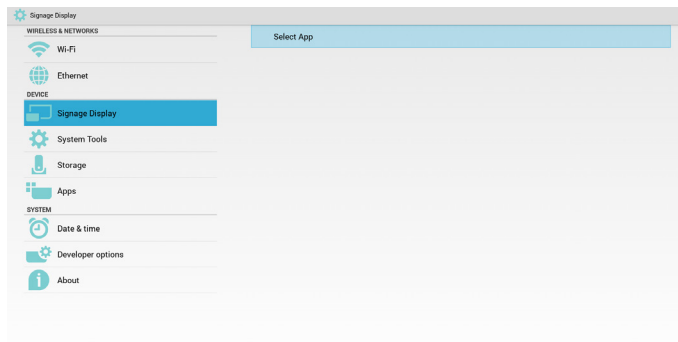 Signage Display
WIRELESS & NETWORKS
Wi-Fi
Ethernet
DEVICE
Signage Display
System Tools
Storage
Apps
SYSTEM
Date & time
Developer options
About
Select App